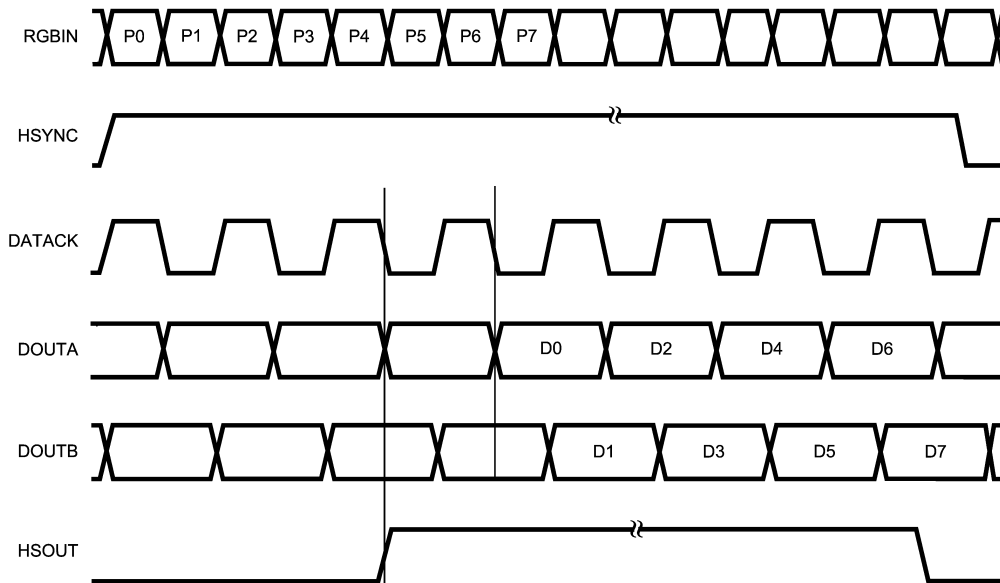 RGBIN P0 P1 P2 P3 P4 P5 P6 P7
HSYNC
DATACK
DOUTA D0 D2 D4 D6
DOUTB D1 D3 D5 D7
HSOUT